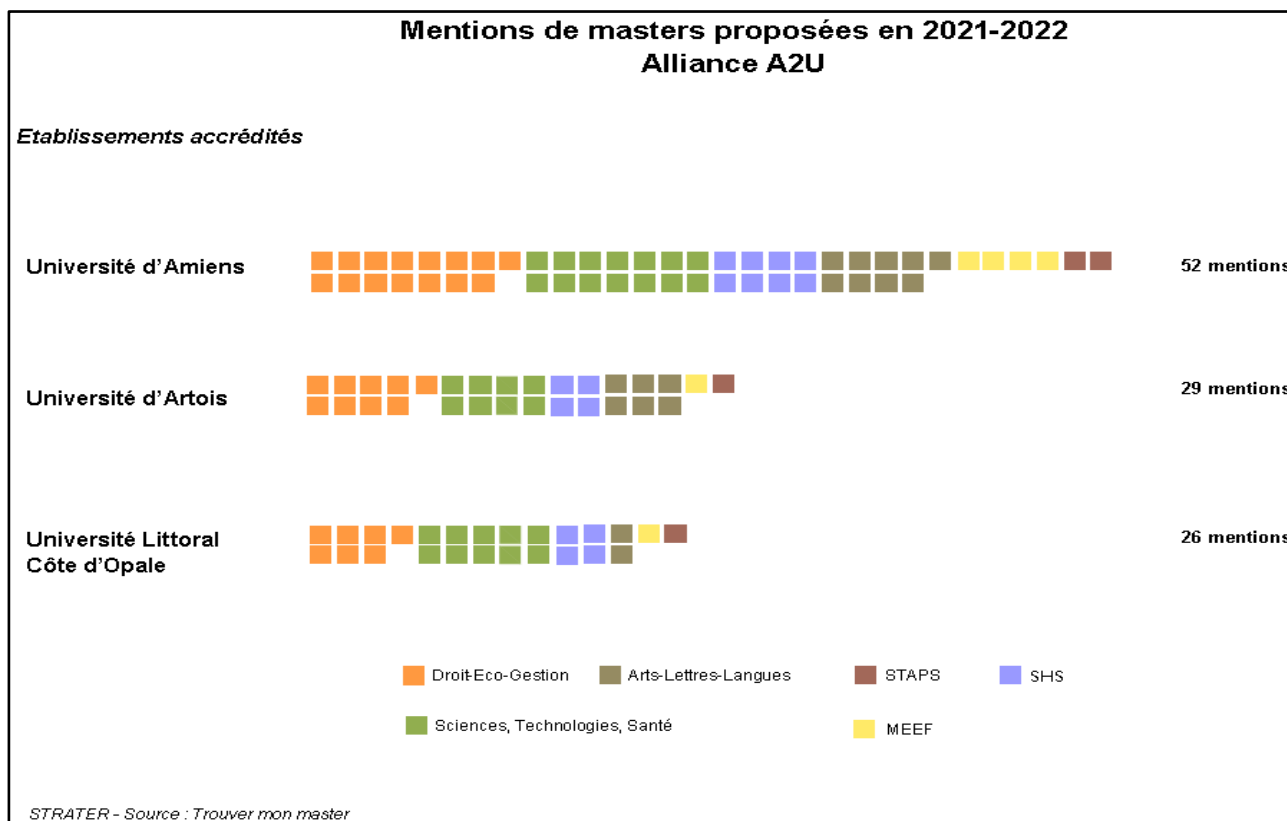 Mentions de masters proposées en 2021-2022
Alliance A2U
Etablissements accrédités
Université d'Amiens
52 mentions
Université d'Artois
29 mentions
Université Littoral
Côte d'Opale
26 mentions
Droit-Eco-Gestion
Arts-Lettres-Langues
STAPS
SHS
Sciences, Technologies, Santé
MEEF
STRATER - Source : Trouver mon master